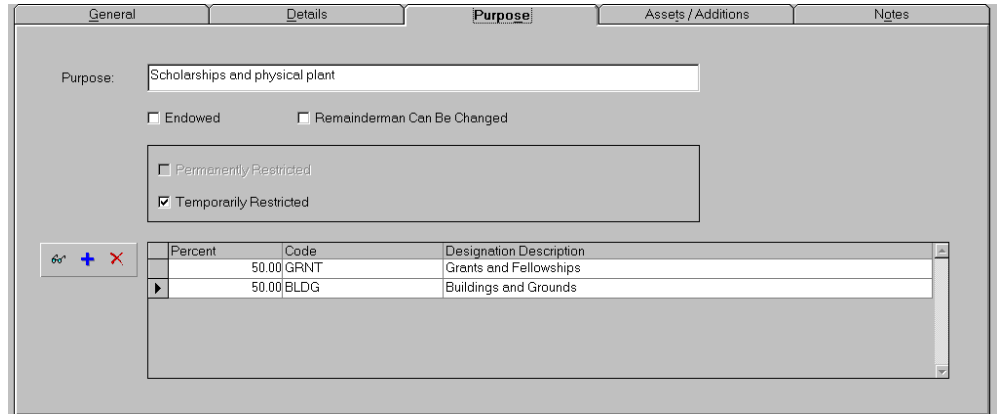 General Details Purpose Assets / Additions Notes
Purpose: Scholarships and physical plant
Endowed Remainderman Can Be Changed
Permanently Restricted
Temporarily Restricted
Percent Code Designation Description
50.00 GRNT Grants and Fellowships
50.00 BLDG Buildings and Grounds